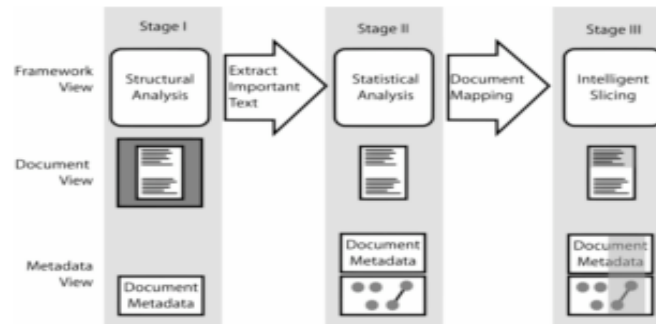 Stage I
Stage II
Stage III
Framework
View
Structural
Analysis
Extract
Important
Text
Statistical
Analysis
Document
Mapping
Intelligent
Slicing
Document
View
Metadata
View
Document
Metadata
Document
Metadata
Document
Metadata